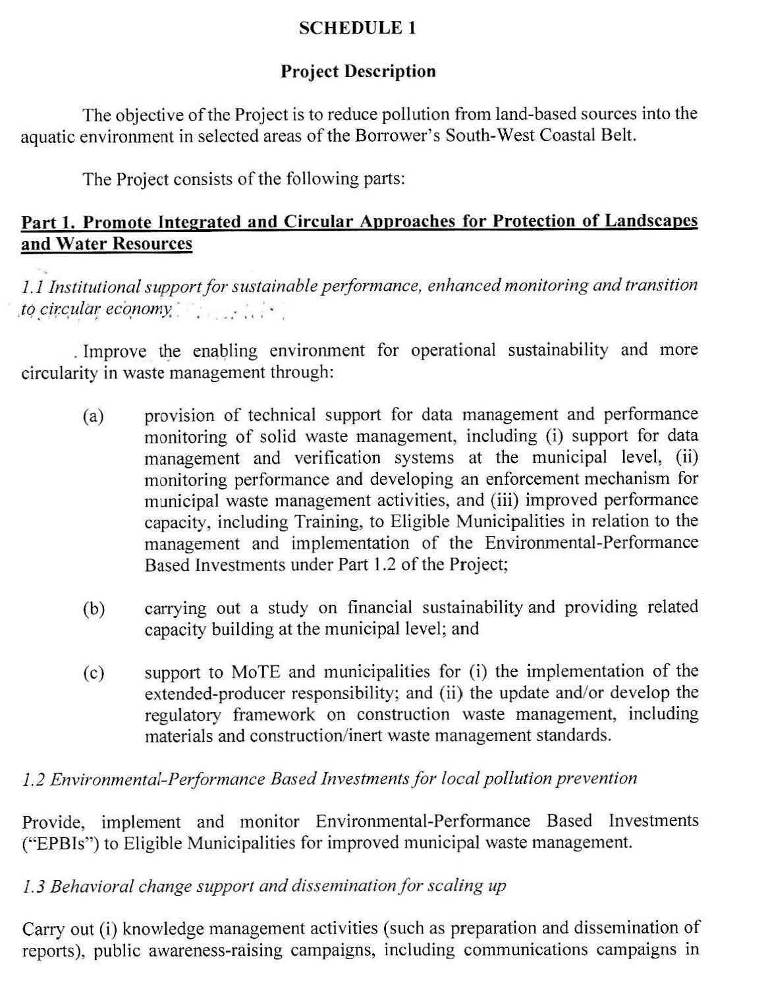 SCHEDULE 1
Project Description
The objective of the Project is to reduce pollution from land-based sources into the
aquatic environment in selected areas of the Borrower's South-West Coastal Belt.
The Project consists of the following parts:
Part 1. Promote Integrated and Circular Approaches for Protection of Landscapes
and Water Resources
1.1 Institutional support for sustainable performance, enhanced monitoring and transition
to circular economy
Improve the enabling environment for operational sustainability and more
circularity in waste management through:
(a) provision of technical support for data management and performance
monitoring of solid waste management, including (i) support for data
management and verification systems at the municipal level, (ii)
monitoring performance and developing an enforcement mechanism for
municipal waste management activities, and (iii) improved performance
capacity, including Training, to Eligible Municipalities in relation to the
management and implementation of the Environmental-Performance
Based Investments under Part 1.2 of the Project;
(b) carrying out a study on financial sustainability and providing related
capacity building at the municipal level; and
(c) support to MoTE and municipalities for (i) the implementation of the
extended-producer responsibility; and (ii) the update and/or develop the
regulatory framework on construction waste management, including
materials and construction/inert waste management standards.
1.2 Environmental-Performance Based Investments for local pollution prevention
Provide, implement and monitor Environmental-Performance Based Investments
("EPBIs") to Eligible Municipalities for improved municipal waste management.
1.3 Behavioral change support and dissemination for scaling up
Carry out (i) knowledge management activities (such as preparation and dissemination of
reports), public awareness-raising campaigns, including communications campaigns in